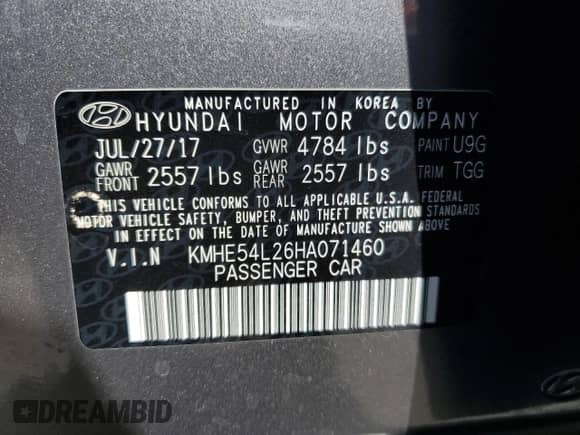 MANUFACTURED IN KOREA BY
HYUNDAI MOTOR COMPANY
JUL/27/17 GVWR 4784 lbs PAINT U9G
GAWR FRONT 2557 lbs GAWR REAR 2557 lbs TRIM TGG
THIS VEHICLE CONFORMS TO ALL APPLICABLE U.S.A. FEDERAL
MOTOR VEHICLE SAFETY, BUMPER, AND THEFT PREVENTION STANDARDS
IN EFFECT ON THE DATE OF MANUFACTURE SHOWN ABOVE
V.I.N KMHE54L26HA071460
PASSENGER CAR
DREAMBID